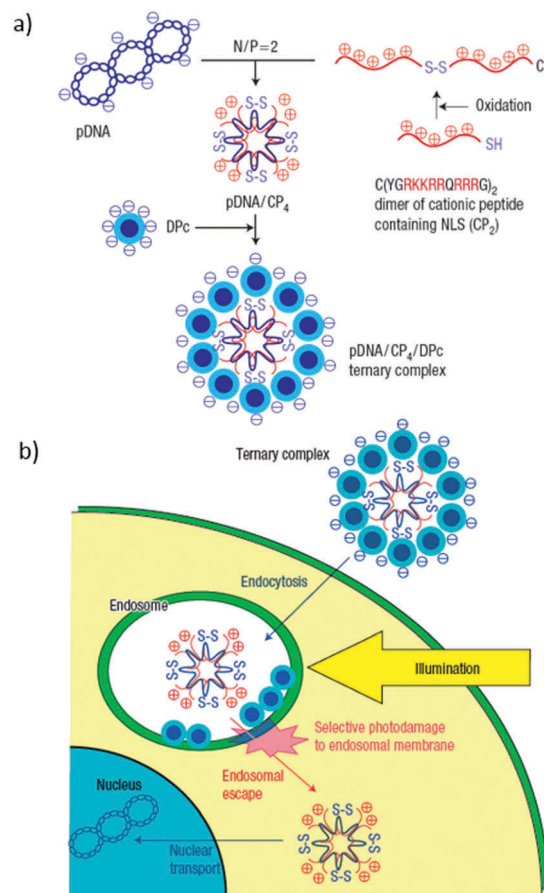 a)
N/P=2
pDNA
S-S
C
Oxidation
SH
S-S
S-S
S-S
S-S
pDNA/CP₄
C(YGRKKRRQRRRG)₂
dimer of cationic peptide
containing NLS (CP₂)
DPc
S-S
S-S
S-S
S-S
pDNA/CP₄/DPc
ternary complex
b)
Ternary complex
S-S
S-S
S-S
S-S
Endocytosis
Endosome
S-S
S-S
S-S
S-S
Illumination
Selective photodamage
to endosomal membrane
Endosomal
escape
Nucleus
S-S
S-S
S-S
S-S
Nuclear
transport